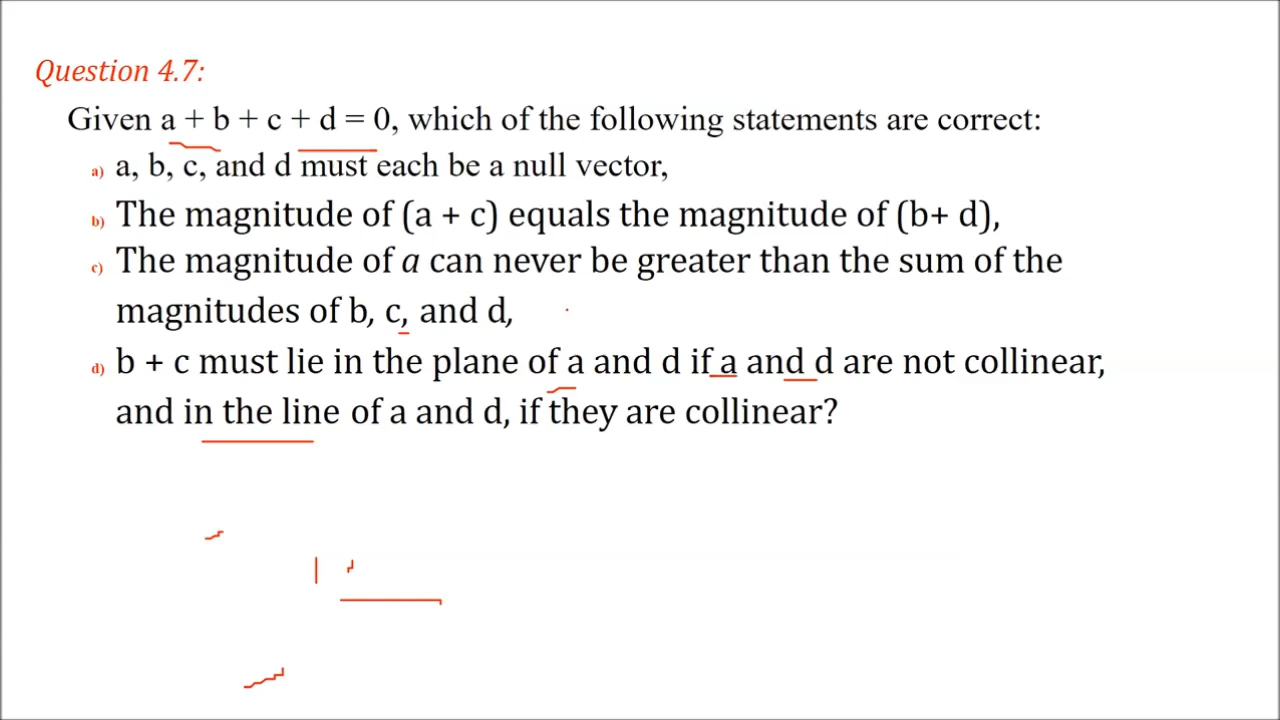 Question 4.7:
Given a + b + c + d = 0, which of the following statements are correct:
a) a, b, c, and d must each be a null vector,
b) The magnitude of (a + c) equals the magnitude of (b+ d),
c) The magnitude of a can never be greater than the sum of the
magnitudes of b, c, and d,
d) b + c must lie in the plane of a and d if a and d are not collinear,
and in the line of a and d, if they are collinear?